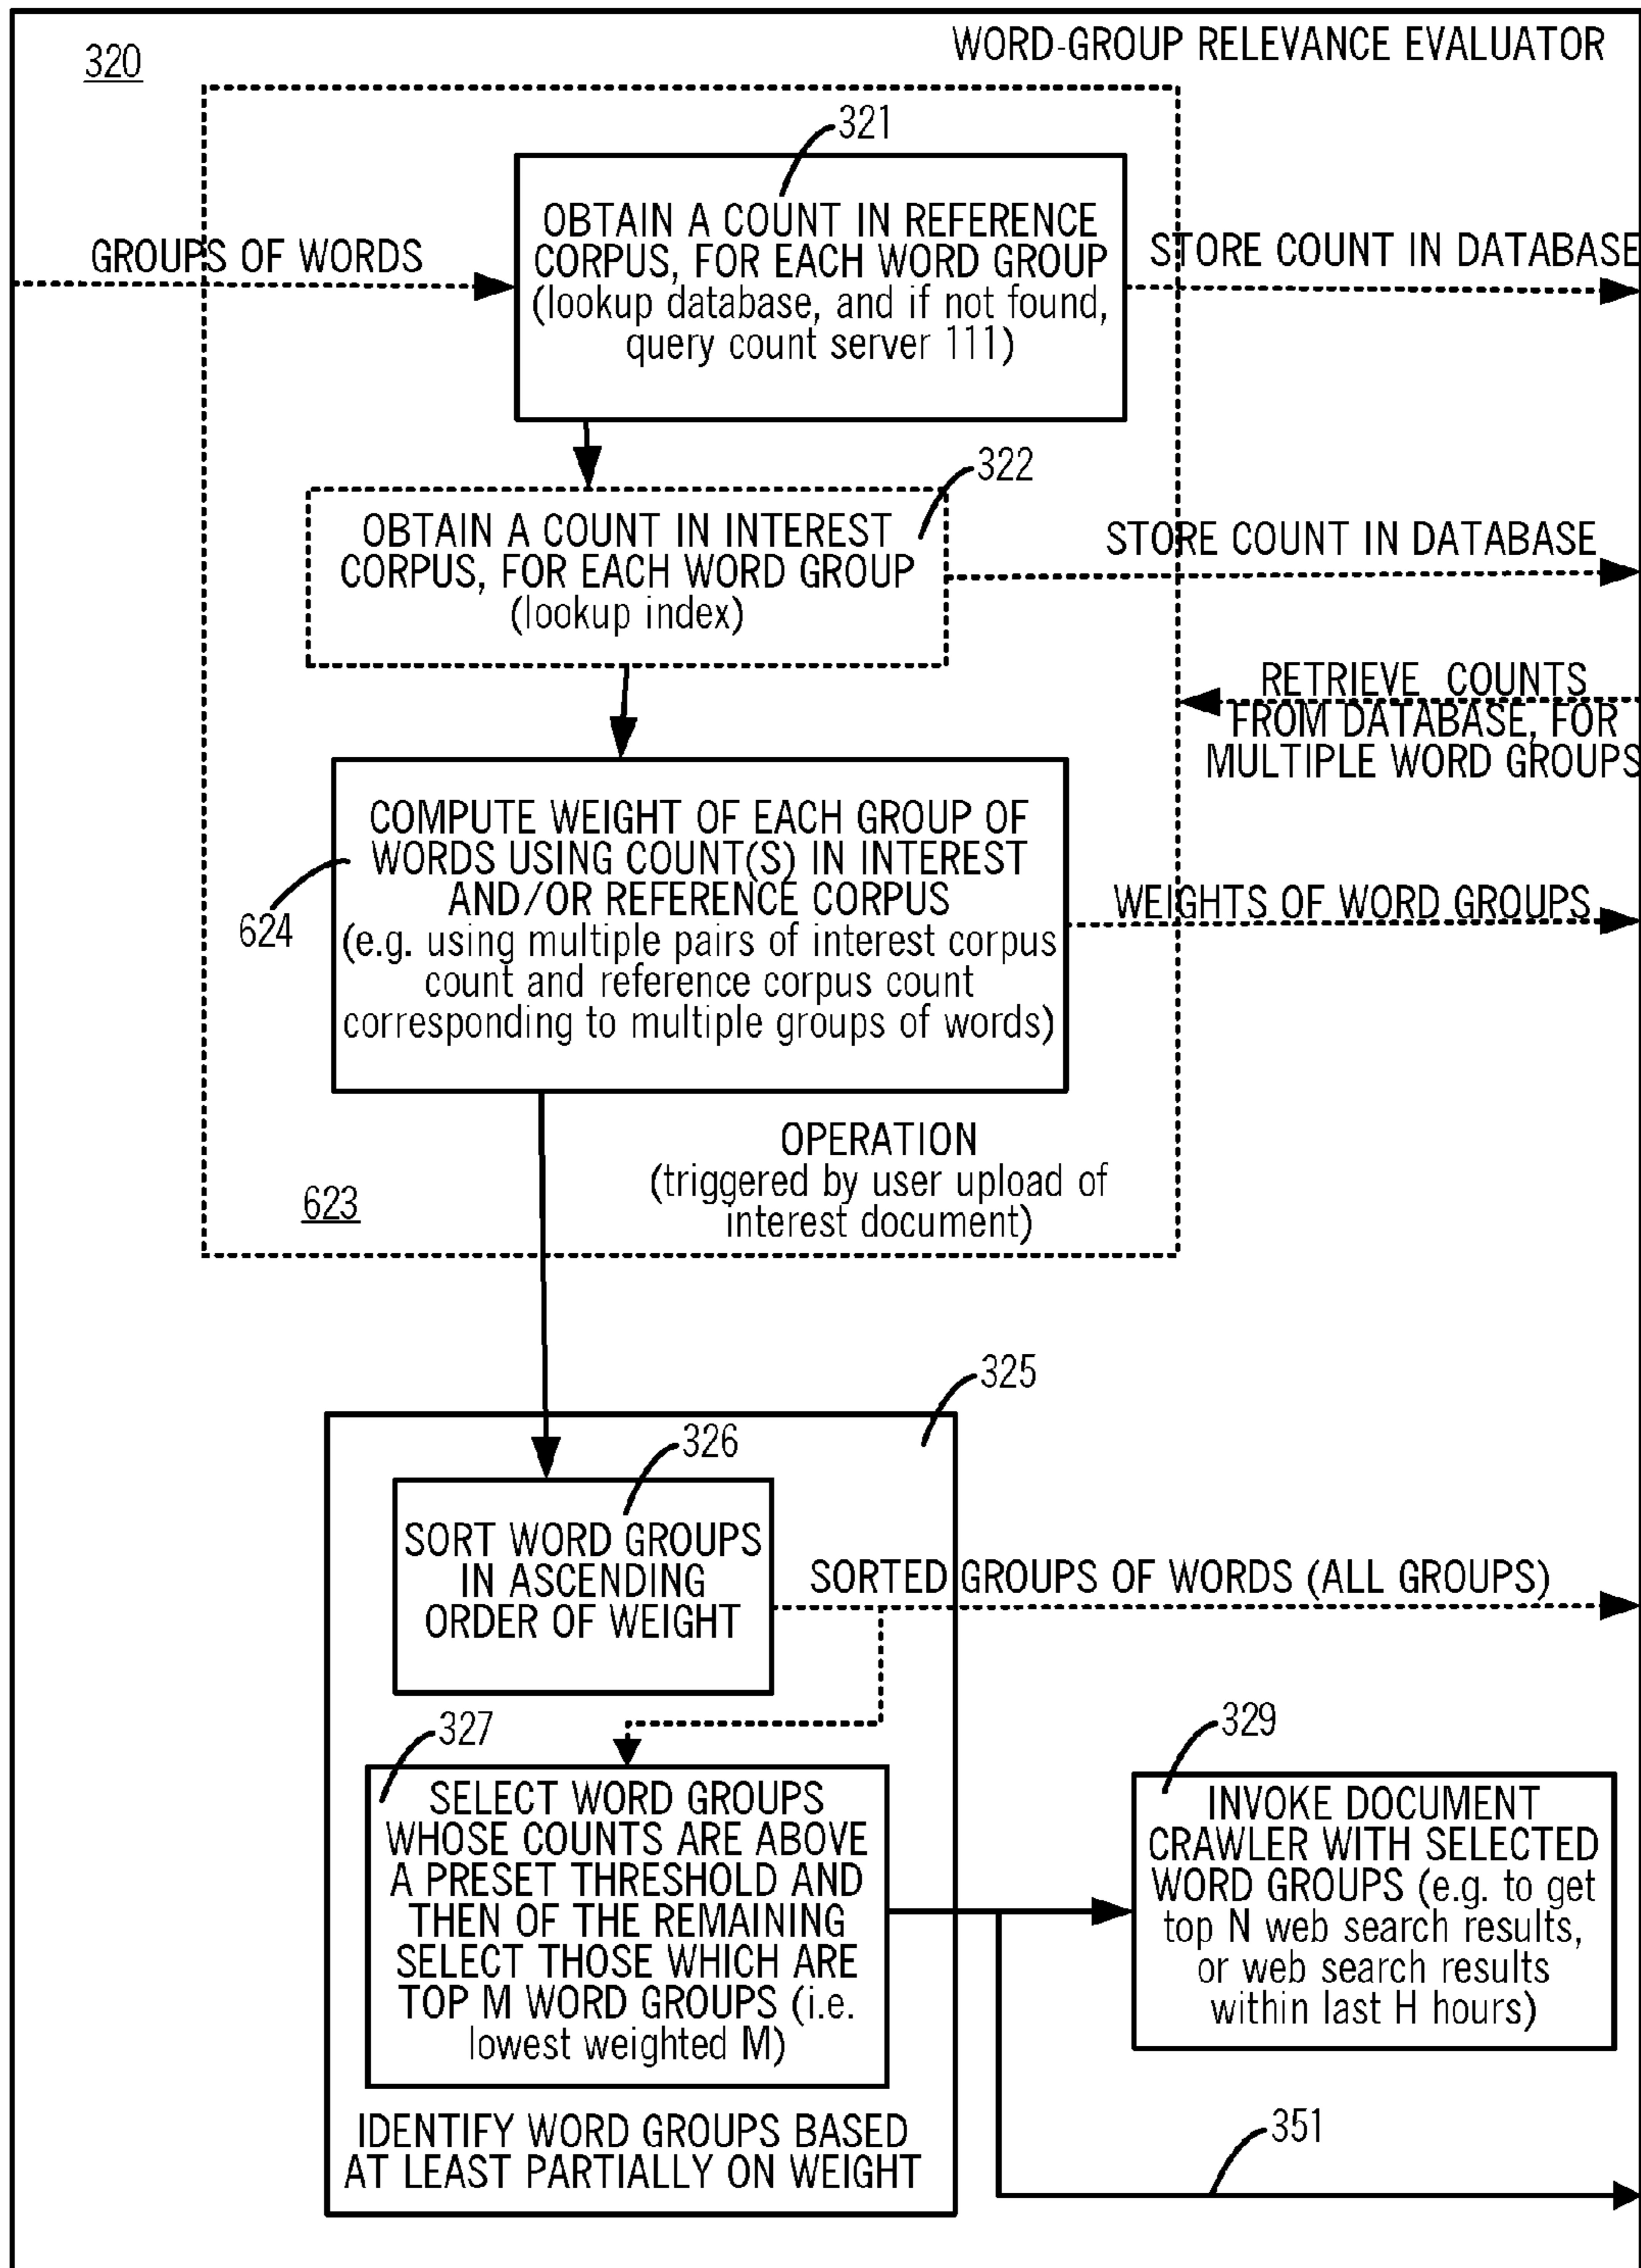 WORD-GROUP RELEVANCE EVALUATOR
320
321
OBTAIN A COUNT IN REFERENCE
CORPUS, FOR EACH WORD GROUP
(lookup database, and if not found,
query count server 111)
GROUPS OF WORDS
STORE COUNT IN DATABASE
322
OBTAIN A COUNT IN INTEREST
CORPUS, FOR EACH WORD GROUP
(lookup index)
STORE COUNT IN DATABASE
RETRIEVE COUNTS
FROM DATABASE, FOR
MULTIPLE WORD GROUPS
COMPUTE WEIGHT OF EACH GROUP OF
WORDS USING COUNT(S) IN INTEREST
AND/OR REFERENCE CORPUS
(e.g. using multiple pairs of interest corpus
count and reference corpus count
corresponding to multiple groups of words)
624
WEIGHTS OF WORD GROUPS
OPERATION
(triggered by user upload of
interest document)
623
325
326
SORT WORD GROUPS
IN ASCENDING
ORDER OF WEIGHT
SORTED GROUPS OF WORDS (ALL GROUPS)
327
SELECT WORD GROUPS
WHOSE COUNTS ARE ABOVE
A PRESET THRESHOLD AND
THEN OF THE REMAINING
SELECT THOSE WHICH ARE
TOP M WORD GROUPS (i.e.
lowest weighted M)
329
INVOKE DOCUMENT
CRAWLER WITH SELECTED
WORD GROUPS (e.g. to get
top N web search results,
or web search results
within last H hours)
IDENTIFY WORD GROUPS BASED
AT LEAST PARTIALLY ON WEIGHT
351